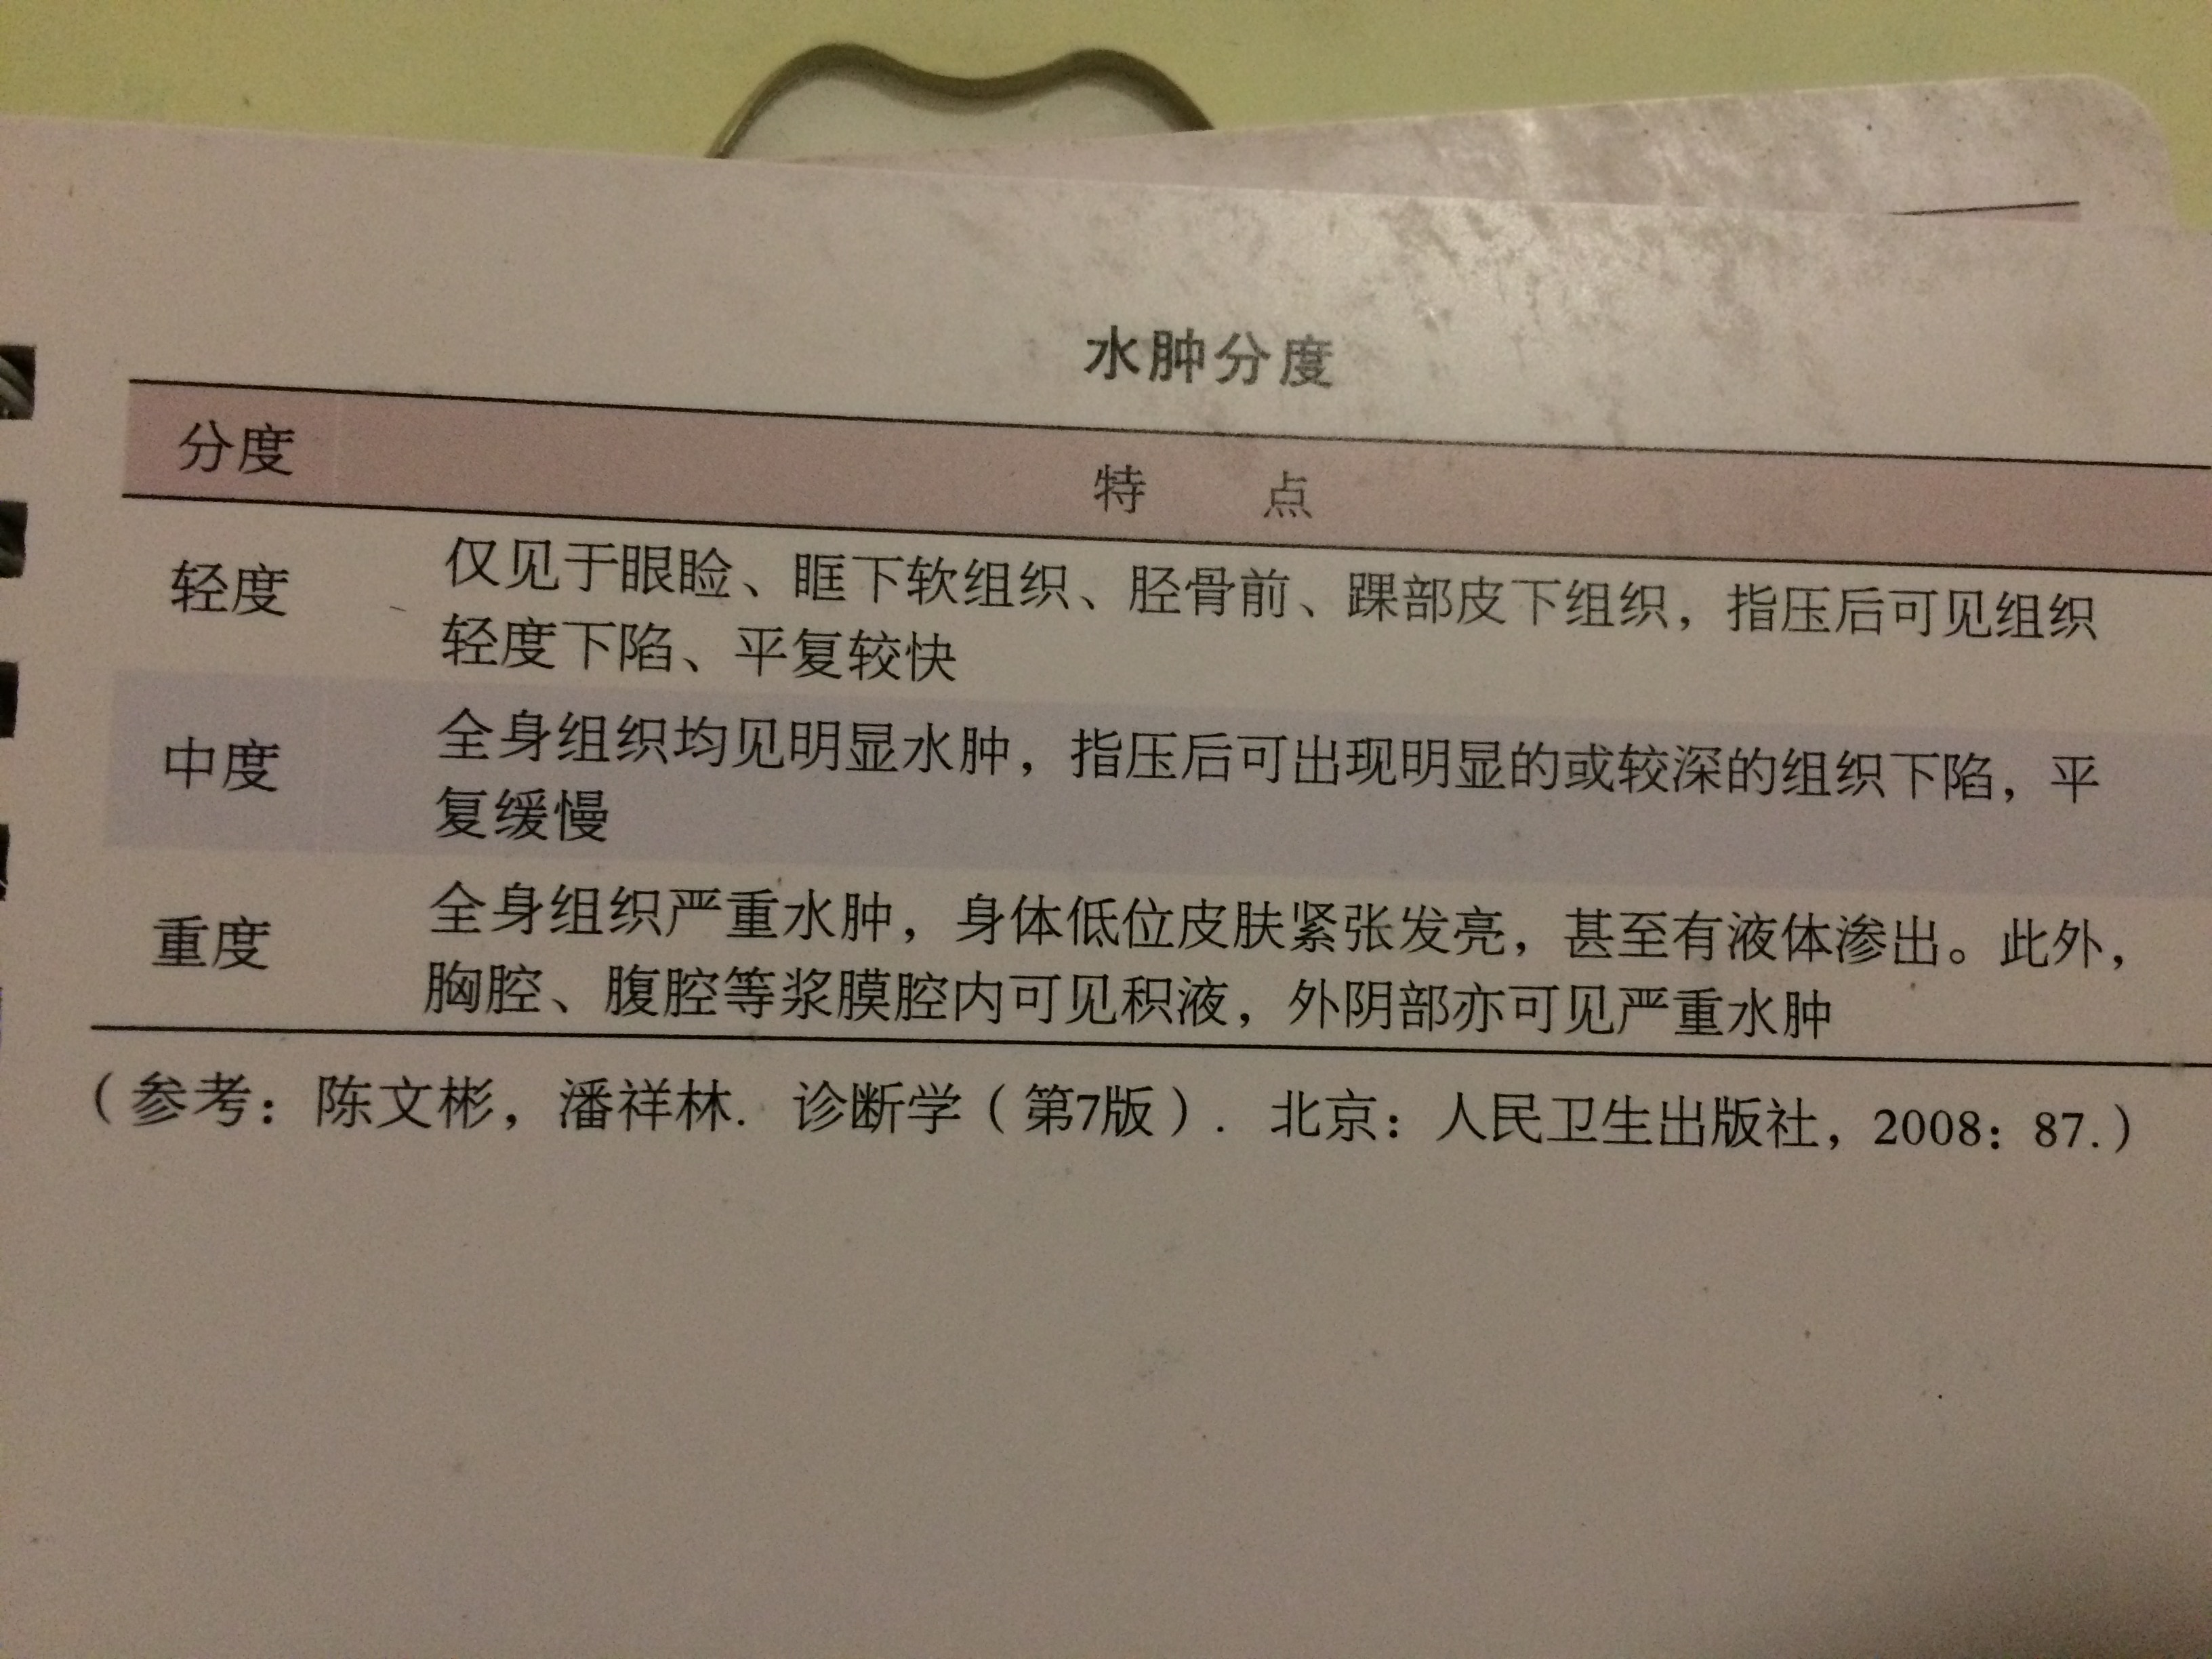 水肿分度
分度 特 点
轻度 仅见于眼睑、眶下软组织、胫骨前、踝部皮下组织，指压后可见组织
轻度下陷、平复较快
中度 全身组织均见明显水肿，指压后可出现明显的或较深的组织下陷，平
复缓慢
重度 全身组织严重水肿，身体低位皮肤紧张发亮，甚至有液体渗出。此外，
胸腔、腹腔等浆膜腔内可见积液，外阴部亦可见严重水肿
（参考：陈文彬，潘祥林. 诊断学（第7版）. 北京：人民卫生出版社，2008：87.）